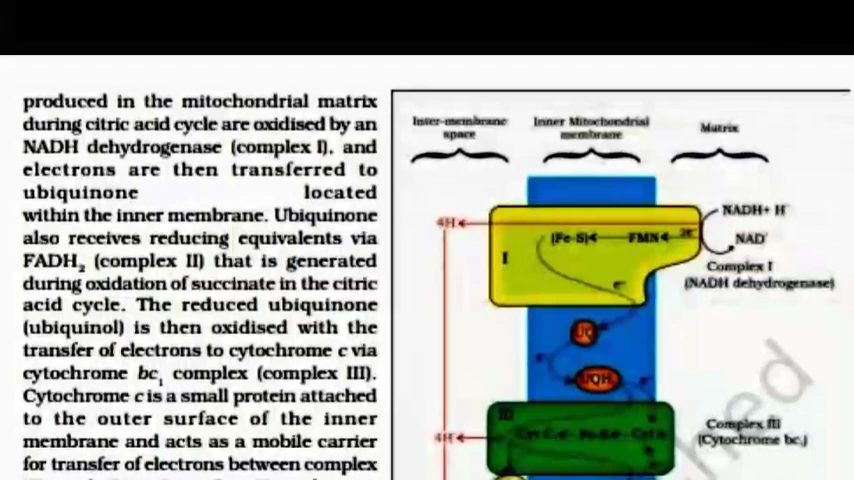 produced in the mitochondrial matrix
during citric acid cycle are oxidised by an
NADH dehydrogenase (complex I), and
electrons are then transferred to
ubiquinone located
within the inner membrane. Ubiquinone
also receives reducing equivalents via
FADH₂ (complex II) that is generated
during oxidation of succinate in the citric
acid cycle. The reduced ubiquinone
(ubiquinol) is then oxidised with the
transfer of electrons to cytochrome c via
cytochrome bc₁ complex (complex III).
Cytochrome c is a small protein attached
to the outer surface of the inner
membrane and acts as a mobile carrier
for transfer of electrons between complex
Inter-membrane
space
Inner Mitochondrial
membrane
Matrix
4H⁺
NADH+ H⁺
(Fe-S)
FMN
2e⁻
NAD⁺
I
Complex I
(NADH dehydrogenase)
e⁻
UQ
UQH₂
III
Complex III
(Cytochrome bc₁)
4H⁺
Cyt C₁
Fe-S
Cyt b
hed